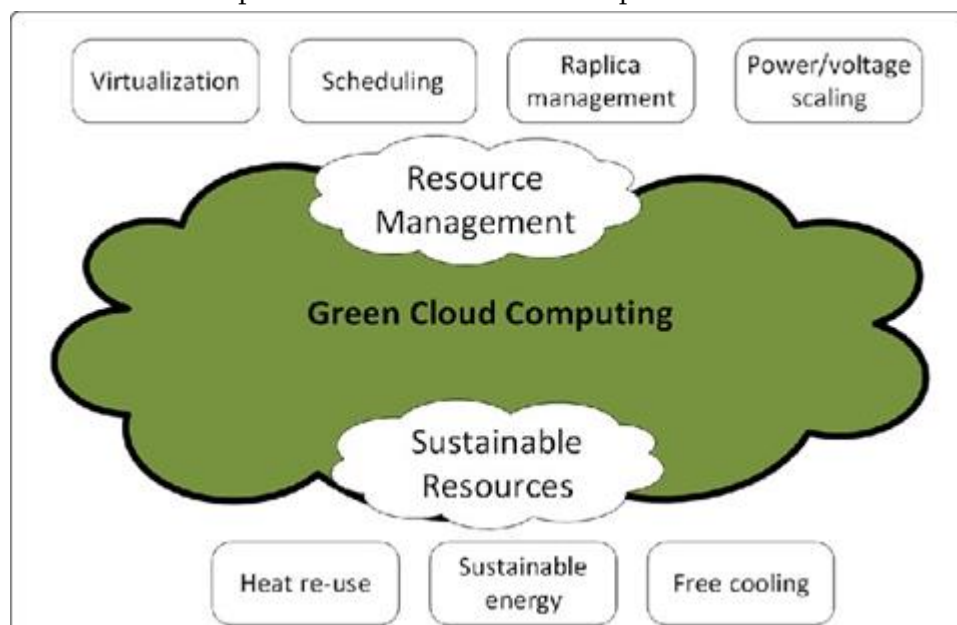 Virtualization
Scheduling
Raplica
management
Power/voltage
scaling
Resource
Management
Green Cloud Computing
Sustainable
Resources
Heat re-use
Sustainable
energy
Free cooling